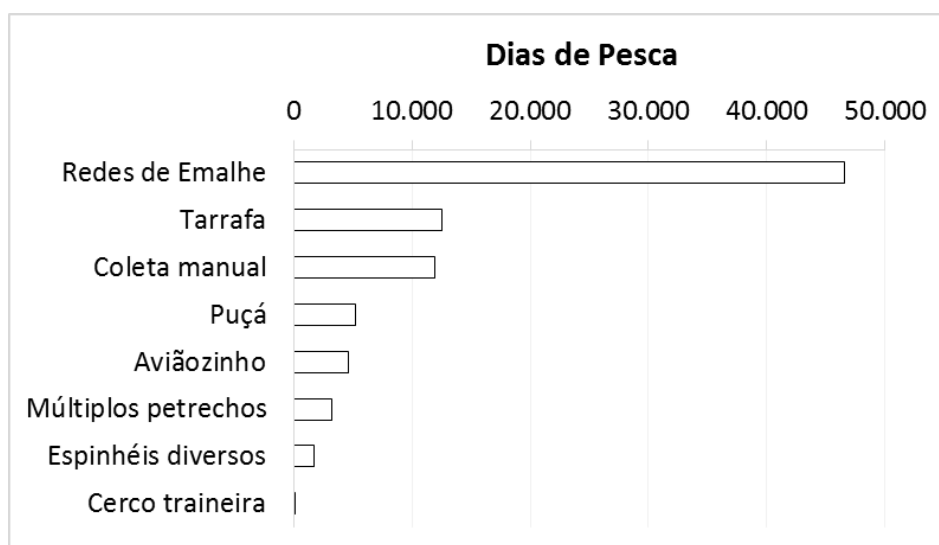 Dias de Pesca
0 10.000 20.000 30.000 40.000 50.000
Redes de Emalhe
Tarrafa
Coleta manual
Puçá
Aviãozinho
Múltiplos petrechos
Espinhéis diversos
Cerco traineira